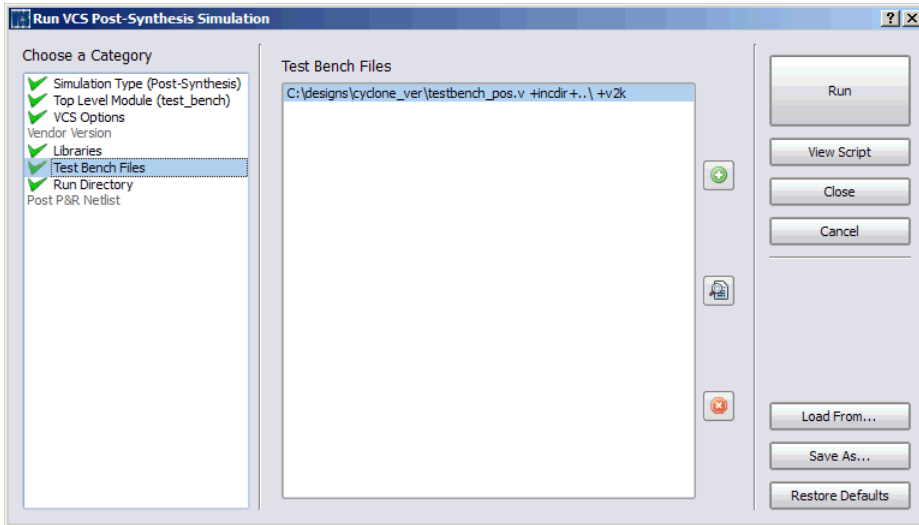 Run VCS Post-Synthesis Simulation
Choose a Category
Simulation Type (Post-Synthesis)
Top Level Module (test_bench)
VCS Options
Vendor Version
Libraries
Test Bench Files
Run Directory
Post P&R Netlist
Test Bench Files
C:\designs\cyclone_ver\testbench_pos.v +incdir+..\ +v2k
Run
View Script
Close
Cancel
Load From...
Save As...
Restore Defaults